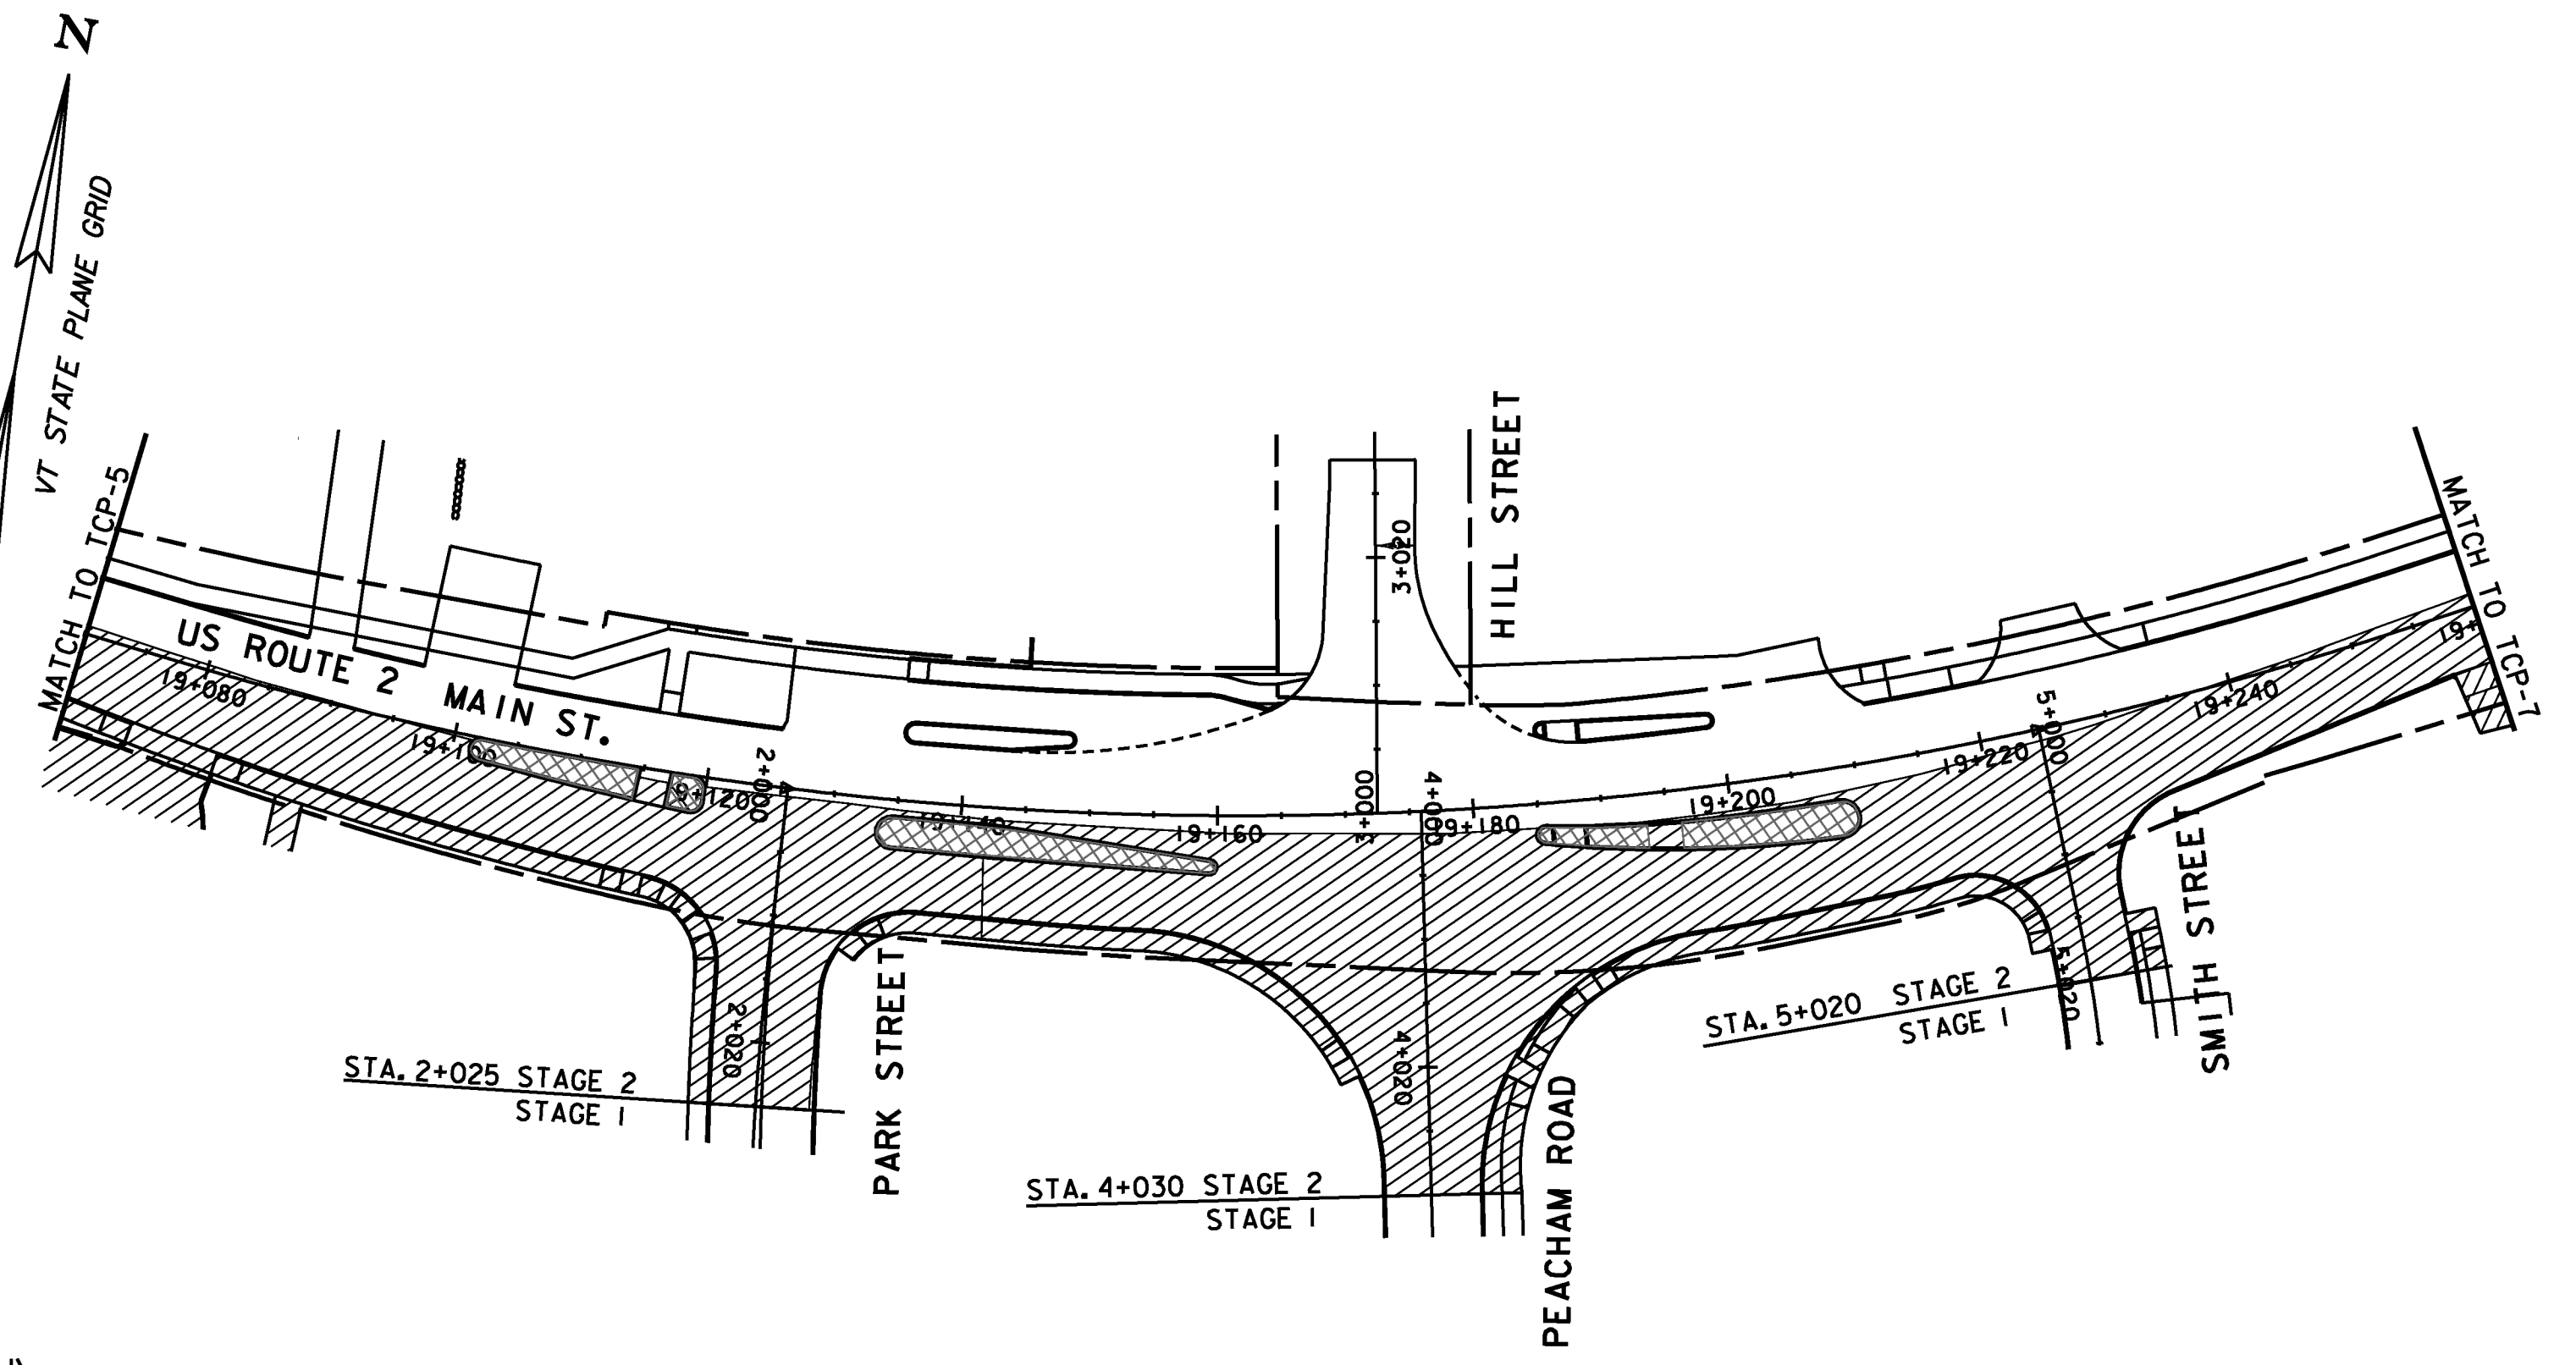 N
VT STATE PLANE GRID
MATCH TO TCP-5
US ROUTE 2 MAIN ST.
HILL STREET
MATCH TO TCP-7
3+020
19+080
19+100
9+120
2+000
19+140
19+160
3+000
4+000
19+180
19+200
19+220
5+000
19+240
19+
2+020
PARK STREET
4+020
5+020
SMITH STREET
STA. 5+020 STAGE 2
STAGE 1
STA. 2+025 STAGE 2
STAGE 1
STA. 4+030 STAGE 2
STAGE 1
PEACHAM ROAD